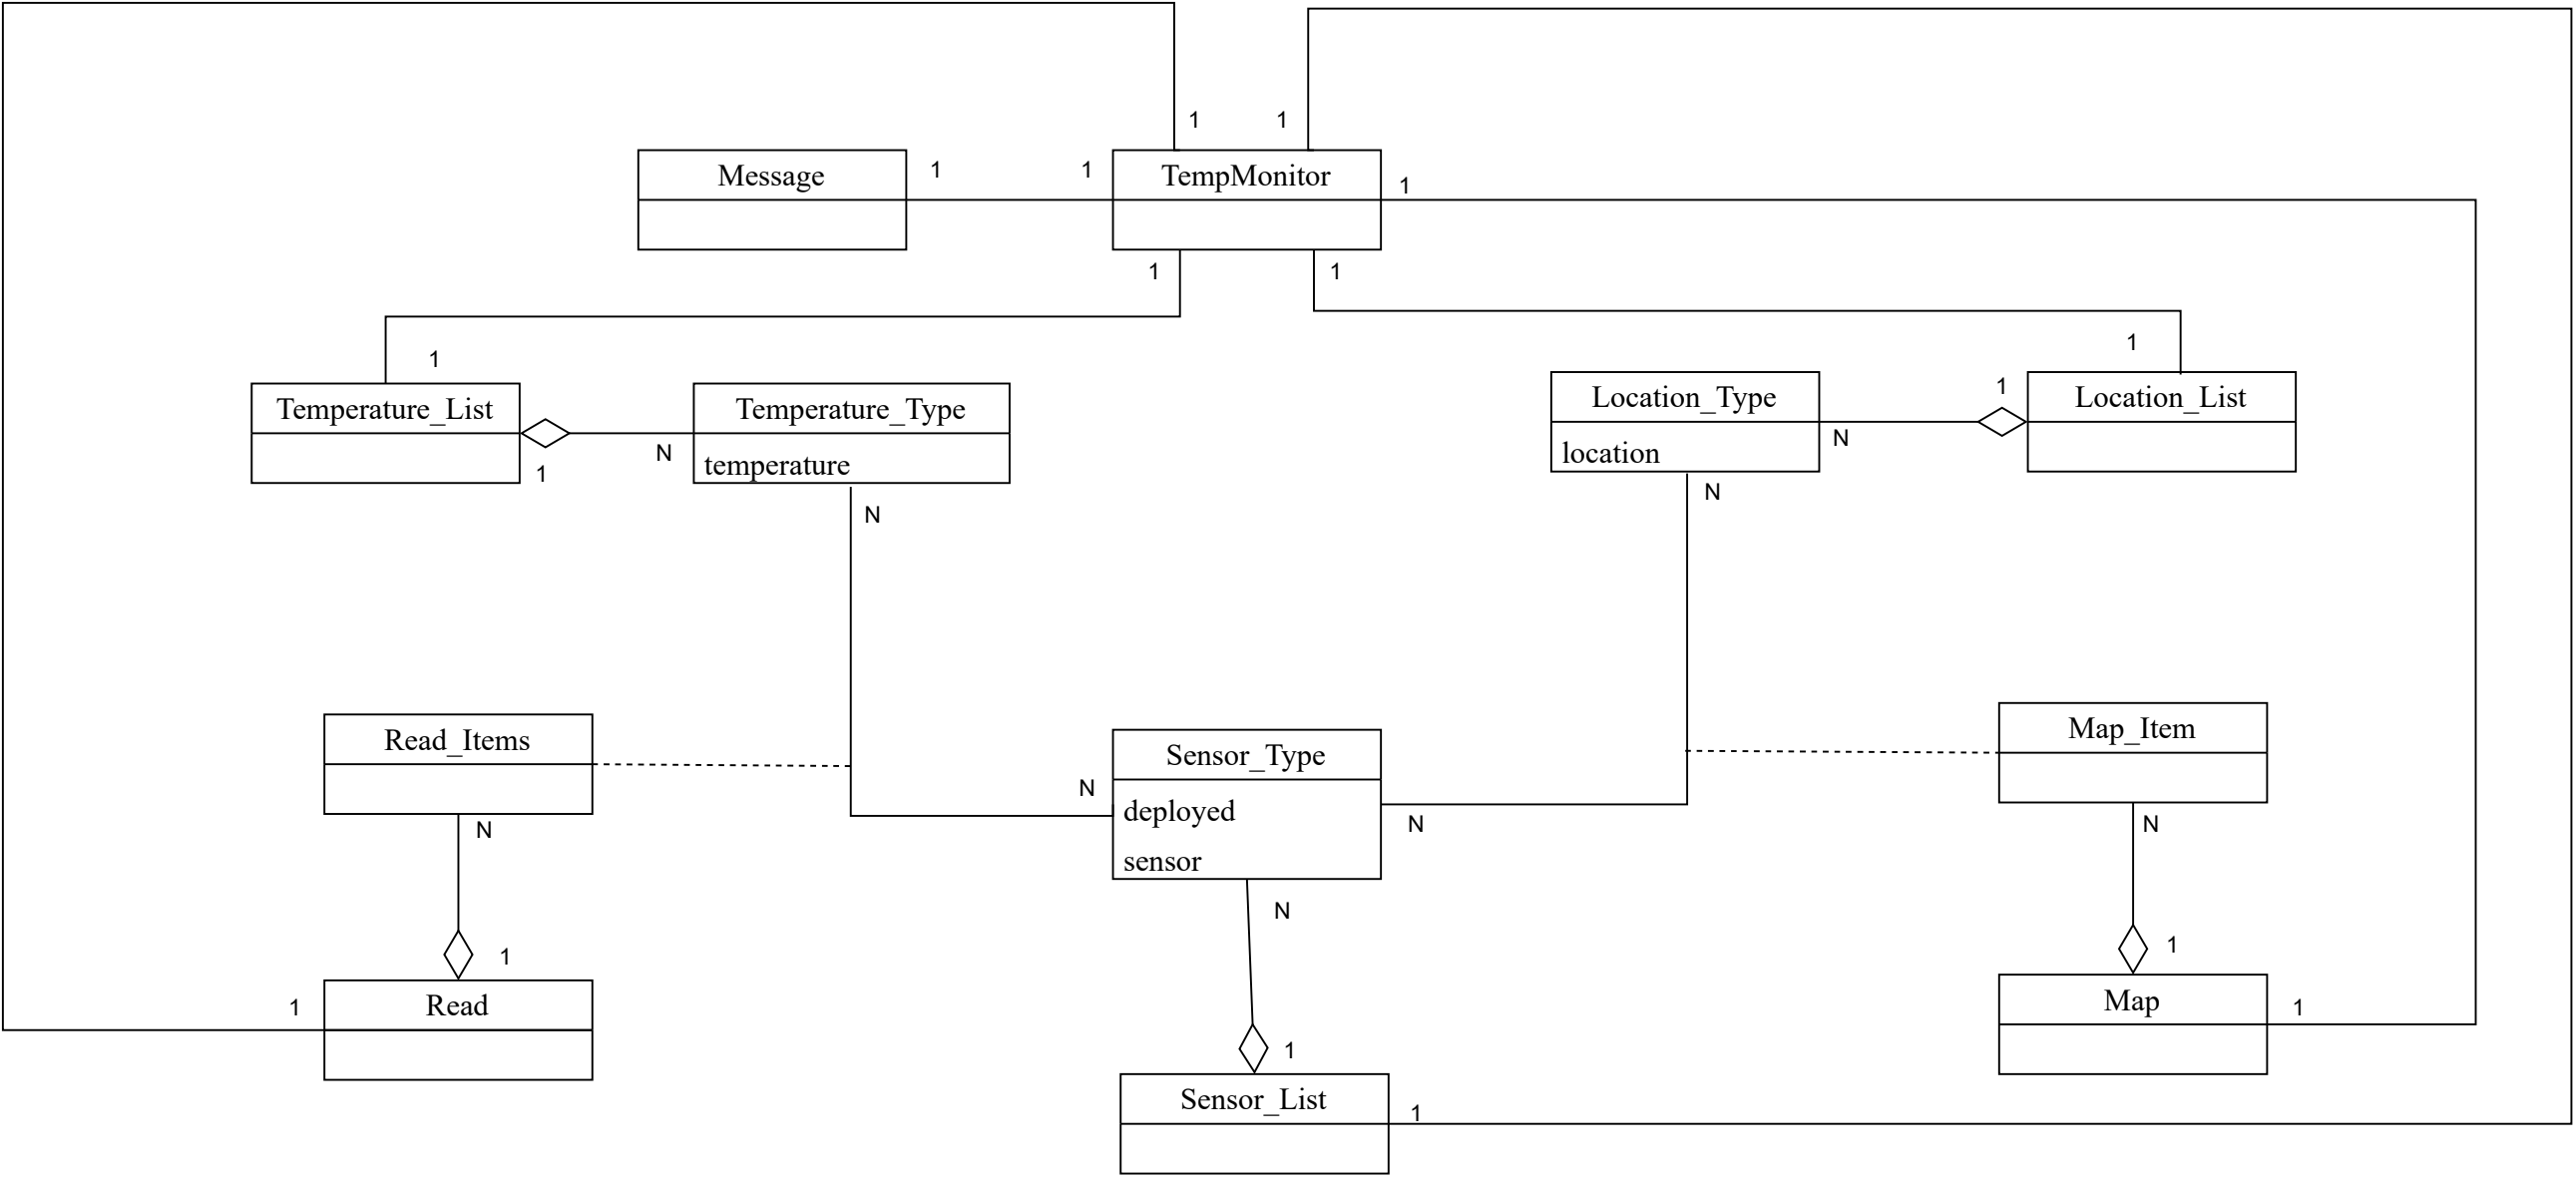 1 1
Message 1 1 TempMonitor 1
1 1
1 1
Temperature_List 1 N Temperature_Type
temperature
Location_Type N 1 Location_List
location
N N
Read_Items
N
Sensor_Type
deployed
sensor
N N
Map_Item
N
N
1 1
1 Read
Map 1
1
Sensor_List 1